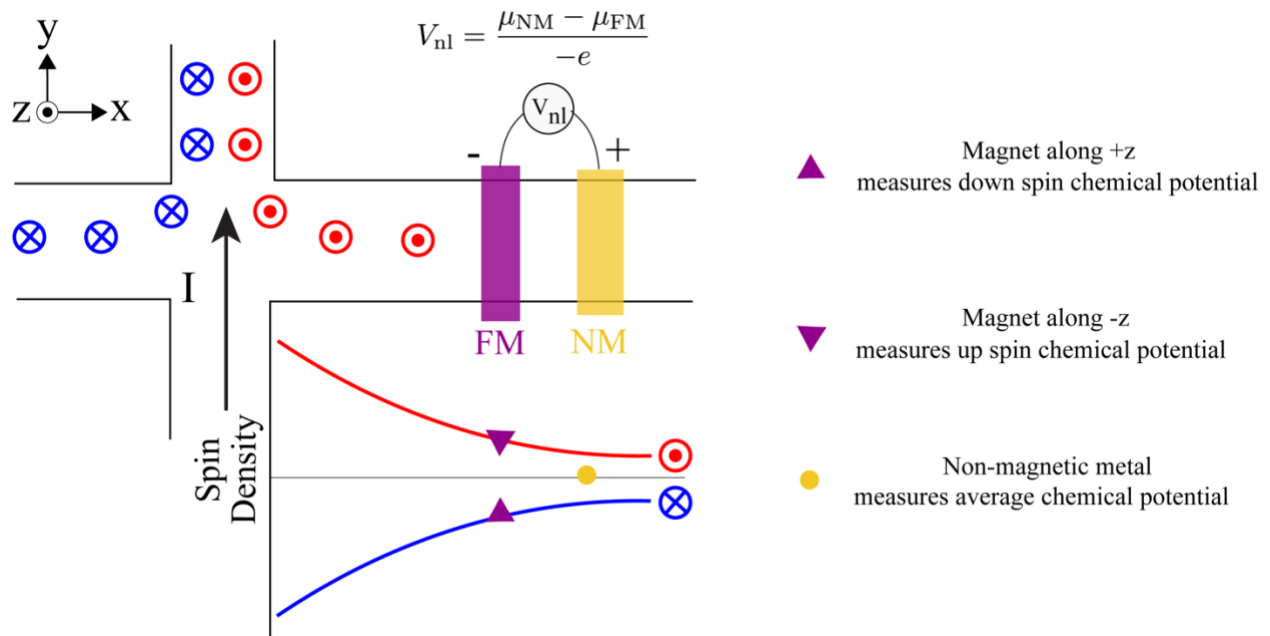 y
z x
V_nl = (μ_NM − μ_FM) / −e
V_nl
- +
I
FM NM
Spin
Density
Magnet along +z
measures down spin chemical potential
Magnet along -z
measures up spin chemical potential
Non-magnetic metal
measures average chemical potential